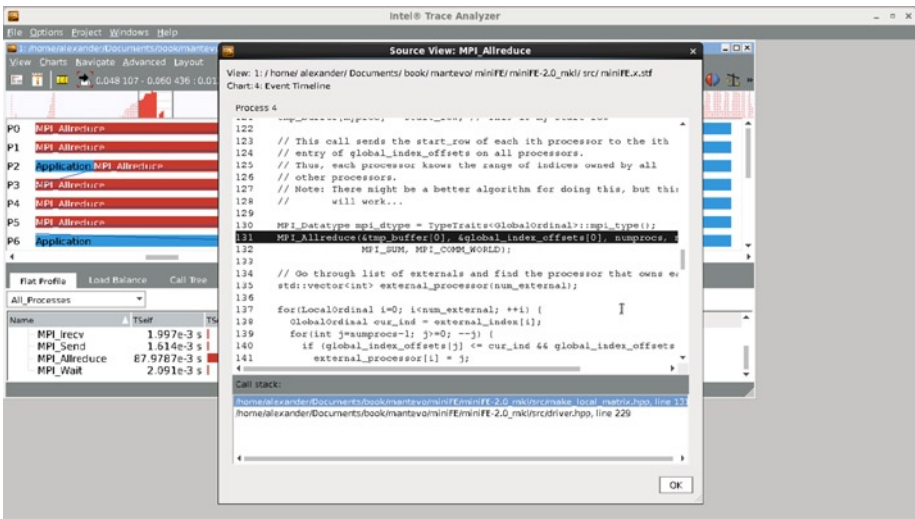 Intel® Trace Analyzer
File Options Project Windows Help
1: /home/alexander/Documents/book/mantev
View Charts Navigate Advanced Layout
0.048 107 - 0.060 436 : 0.01
P0 MPI_Allreduce
P1 MPI_Allreduce
P2 Application MPI_Allreduce
P3 MPI_Allreduce
P4 MPI_Allreduce
P5 MPI_Allreduce
P6 Application
Flat Profile Load Balance Call Tree
All_Processes
Name TSelf TS
MPI_Irecv 1.997e-3 s
MPI_Send 1.614e-3 s
MPI_Allreduce 87.9787e-3 s
MPI_Wait 2.091e-3 s
Source View: MPI_Allreduce
View: 1: / home/ alexander/ Documents/ book/ mantevo/ miniFE/ miniFE-2.0_mkl/ src/ miniFE.x.stf
Chart: 4: Event Timeline
Process 4
122
123 // This call sends the start_row of each ith processor to the ith
124 // entry of global_index_offsets on all processors.
125 // Thus, each processor knows the range of indices owned by all
126 // other processors.
127 // Note: There might be a better algorithm for doing this, but this
128 // will work...
129
130 MPI_Datatype mpi_dtype = TypeTraits<GlobalOrdinal>::mpi_type();
131 MPI_Allreduce(&tmp_buffer[0], &global_index_offsets[0], numprocs,
132 MPI_SUM, MPI_COMM_WORLD);
133
134 // Go through list of externals and find the processor that owns ea
135 std::vector<int> external_processor(num_external);
136
137 for(LocalOrdinal i=0; i<num_external; ++i) {
138 GlobalOrdinal cur_ind = external_index[i];
139 for(int j=numprocs-1; j>=0; --j) {
140 if (global_index_offsets[j] <= cur_ind && global_index_offsets
141 external_processor[i] = j;
Call stack:
/home/alexander/Documents/book/mantevo/miniFE/miniFE-2.0_mkl/src/make_local_matrix.hpp, line 131
/home/alexander/Documents/book/mantevo/miniFE/miniFE-2.0_mkl/src/driver.hpp, line 229
OK